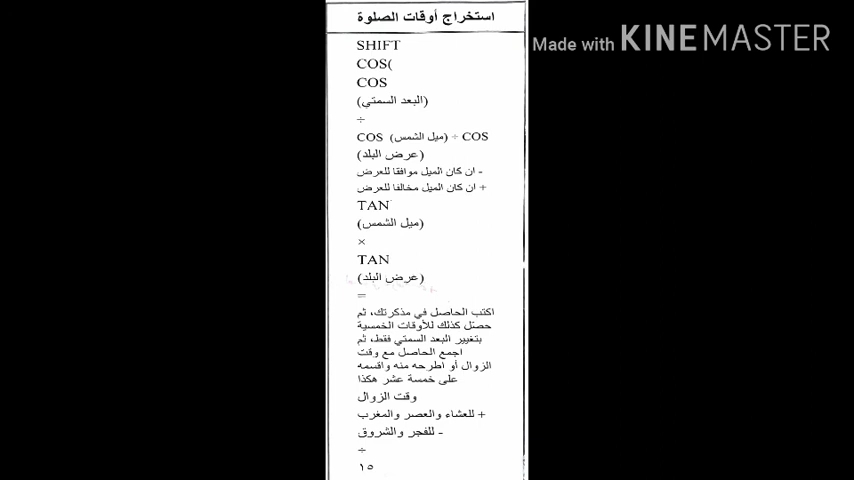 استخراج أوقات الصلوة
SHIFT
COS(
COS
(البعد السمتي)
÷
COS (ميل الشمس) ÷ COS
(عرض البلد)
- ان كان الميل موافقا للعرض
+ ان كان الميل مخالفا للعرض
TAN
(ميل الشمس)
×
TAN
(عرض البلد)
=
اكتب الحاصل في مذكرتك، ثم
حصل كذلك للأوقات الخمسية
بتغيير البعد السمتي فقط، ثم
اجمع الحاصل مع وقت
الزوال أو اطرحه منه واقسمه
على خمسة عشر هكذا
وقت الزوال
+ للعشاء والعصر والمغرب
- للفجر والشروق
÷
١٥
Made with KINEMASTER